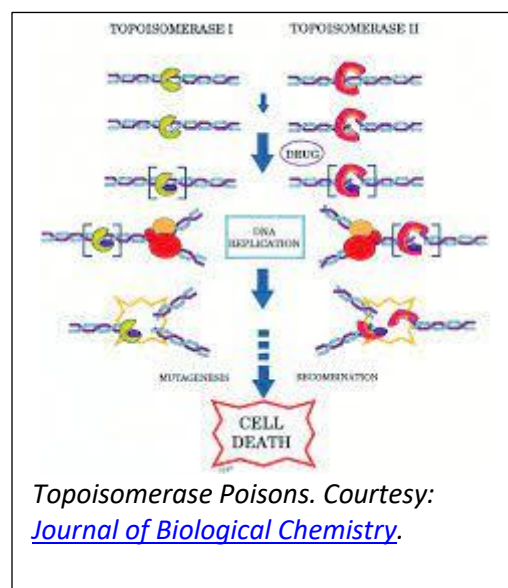 TOPOISOMERASE I TOPOISOMERASE II
DRUG
DNA
REPLICATION
MUTAGENESIS RECOMBINATION
CELL
DEATH
Topoisomerase Poisons. Courtesy:
Journal of Biological Chemistry.